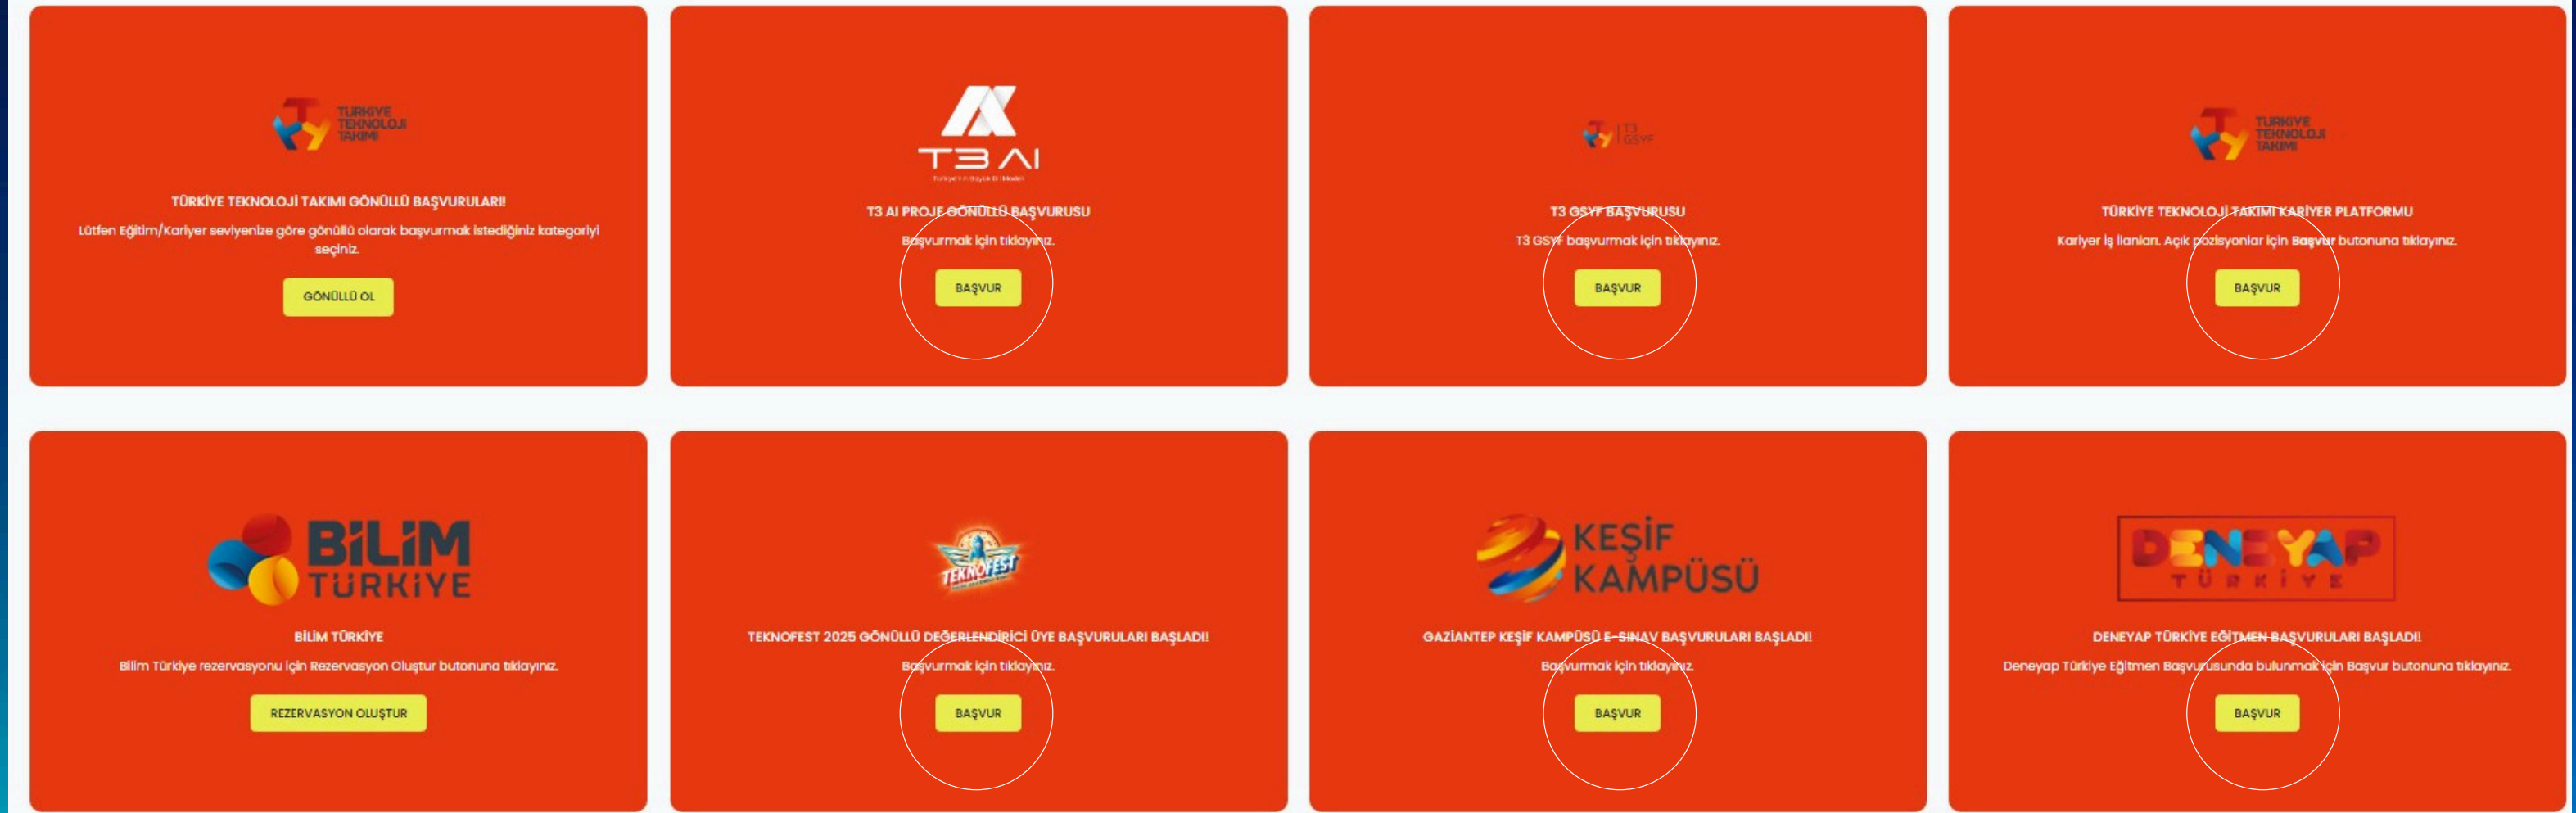 TÜRKİYE
TEKNOLOJİ
TAKIMI
TÜRKİYE TEKNOLOJİ TAKIMI GÖNÜLLÜ BAŞVURULARI!
Lütfen Eğitim/Kariyer seviyenize göre gönüllü olarak başvurmak istediğiniz kategoriyi
seçiniz.
GÖNÜLLÜ OL
T3 AI
Türkiye'nin Büyük Dil Modeli
T3 AI PROJE GÖNÜLLÜ BAŞVURUSU
Başvurmak için tıklayınız.
BAŞVUR
T3
GSYF
T3 GSYF BAŞVURUSU
T3 GSYF başvurmak için tıklayınız.
BAŞVUR
TÜRKİYE
TEKNOLOJİ
TAKIMI
TÜRKİYE TEKNOLOJİ TAKIMI KARİYER PLATFORMU
Kariyer İş İlanları. Açık pozisyonlar için Başvur butonuna tıklayınız.
BAŞVUR
BİLİM
TÜRKİYE
BİLİM TÜRKİYE
Bilim Türkiye rezervasyonu için Rezervasyon Oluştur butonuna tıklayınız.
REZERVASYON OLUŞTUR
TEKNOFEST
TEKNOFEST 2025 GÖNÜLLÜ DEĞERLENDİRİCİ ÜYE BAŞVURULARI BAŞLADI!
Başvurmak için tıklayınız.
BAŞVUR
KEŞİF
KAMPÜSÜ
GAZİANTEP KEŞİF KAMPÜSÜ E-SINAV BAŞVURULARI BAŞLADI!
Başvurmak için tıklayınız.
BAŞVUR
DENEYAP
TÜRKİYE
DENEYAP TÜRKİYE EĞİTMEN BAŞVURULARI BAŞLADI!
Deneyap Türkiye Eğitmen Başvurusunda bulunmak için Başvur butonuna tıklayınız.
BAŞVUR